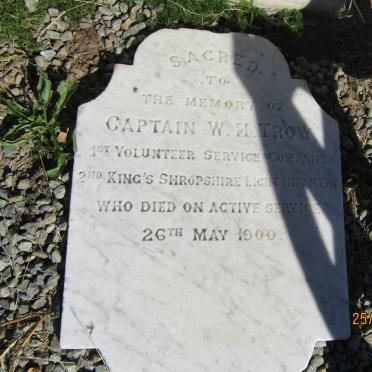 SACRED
TO
THE MEMORY OF
CAPTAIN W. H. TROW
1ST VOLUNTEER SERVICE COMPANY
2ND KING'S SHROPSHIRE LIGHT INFANTRY
WHO DIED ON ACTIVE SERVICE
26TH MAY 1900.
25/